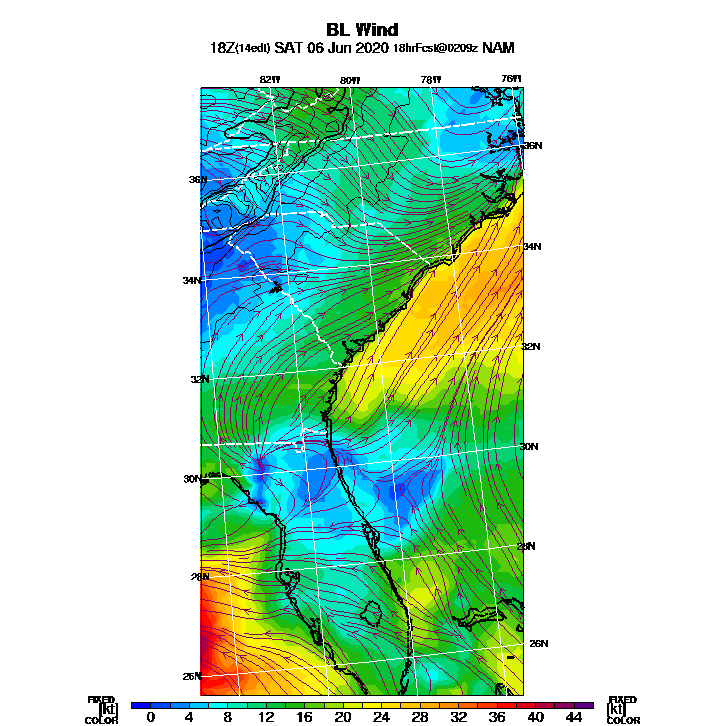 BL Wind
18Z(14edt) SAT 06 Jun 2020 18hrFcst@0209z NAM
82W 80W 78W 76W
36N
36N
34N
34N
32N
32N
30N
30N
28N
28N
26N
26N
FIXED FIXED
[kt] 0 4 8 12 16 20 24 28 32 36 40 44 [kt]
COLOR COLOR